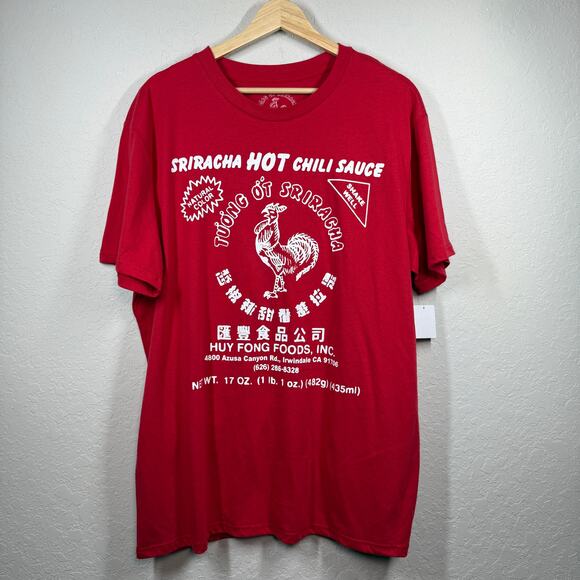 SRIRACHA HOT CHILI SAUCE
NATURAL
COLOR
SHAKE
WELL
TƯƠNG ỚT SRIRACHA
滙豐食品公司
HUY FONG FOODS, INC.
4800 Azusa Canyon Rd., Irwindale CA 91706
(626) 286-8328
NET WT. 17 OZ. (1 lb. 1 oz.) (482g) (435ml)